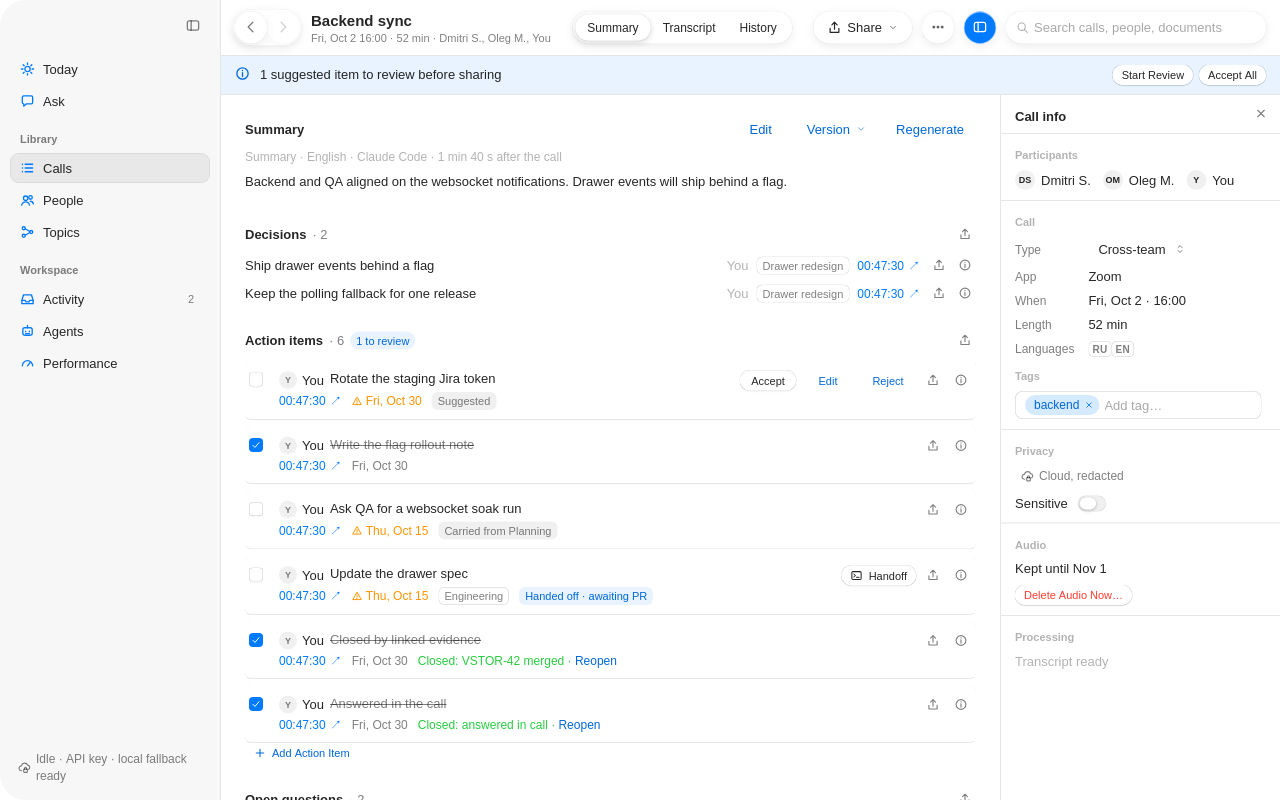 Backend sync
Fri, Oct 2 16:00 · 52 min · Dmitri S., Oleg M., You
Summary
Transcript
History
Share
Search calls, people, documents
Today
Ask
Library
Calls
People
Topics
Workspace
Activity 2
Agents
Performance
Idle · API key · local fallback
ready
1 suggested item to review before sharing
Start Review
Accept All
Summary
Edit
Version
Regenerate
Summary · English · Claude Code · 1 min 40 s after the call
Backend and QA aligned on the websocket notifications. Drawer events will ship behind a flag.
Decisions · 2
Ship drawer events behind a flag You Drawer redesign 00:47:30
Keep the polling fallback for one release You Drawer redesign 00:47:30
Action items · 6 1 to review
Y You Rotate the staging Jira token Accept Edit Reject
00:47:30 Fri, Oct 30 Suggested
Y You Write the flag rollout note
00:47:30 Fri, Oct 30
Y You Ask QA for a websocket soak run
00:47:30 Thu, Oct 15 Carried from Planning
Y You Update the drawer spec Handoff
00:47:30 Thu, Oct 15 Engineering Handed off · awaiting PR
Y You Closed by linked evidence
00:47:30 Fri, Oct 30 Closed: VSTOR-42 merged · Reopen
Y You Answered in the call
00:47:30 Fri, Oct 30 Closed: answered in call · Reopen
Add Action Item
Open questions · 2
Call info
Participants
DS Dmitri S. OM Oleg M. Y You
Call
Type Cross-team
App Zoom
When Fri, Oct 2 · 16:00
Length 52 min
Languages RU EN
Tags
backend Add tag…
Privacy
Cloud, redacted
Sensitive
Audio
Kept until Nov 1
Delete Audio Now…
Processing
Transcript ready